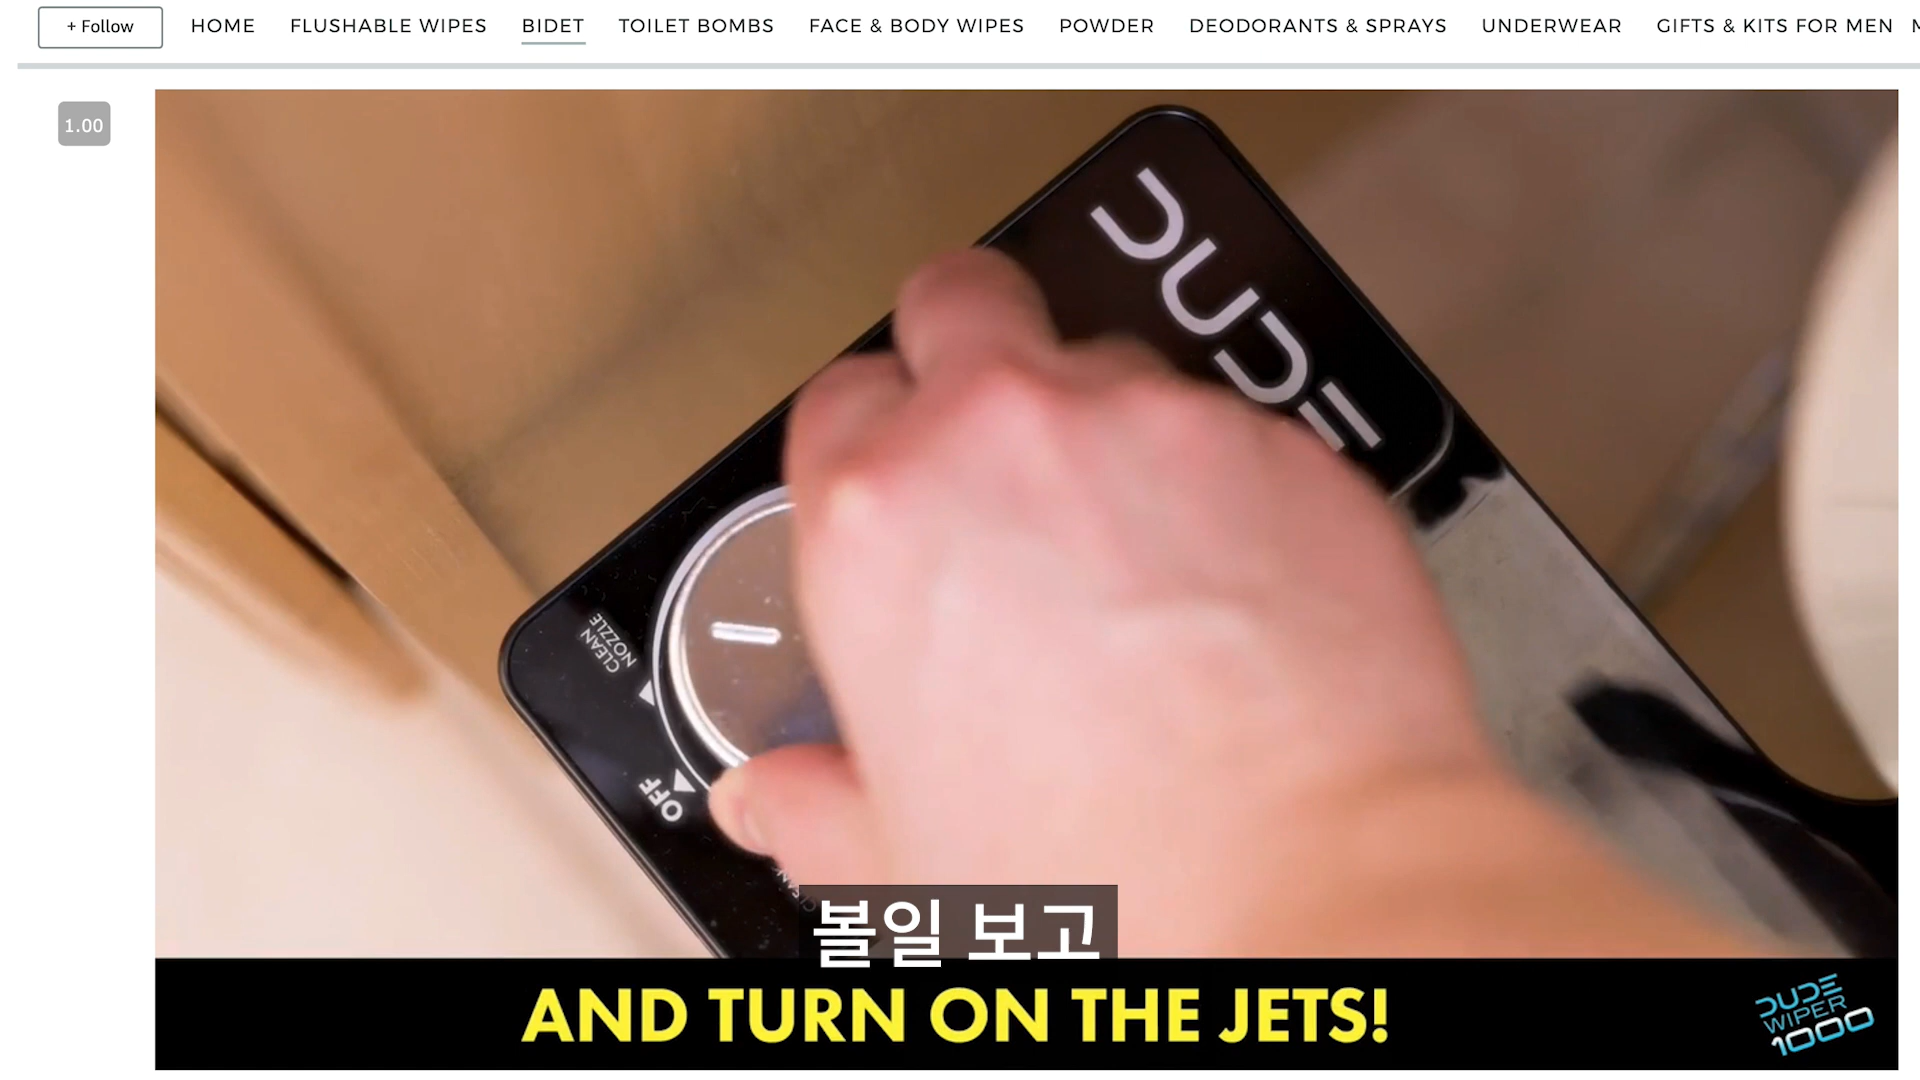 + Follow
HOME
FLUSHABLE WIPES
BIDET
TOILET BOMBS
FACE & BODY WIPES
POWDER
DEODORANTS & SPRAYS
UNDERWEAR
GIFTS & KITS FOR MEN
1.00
DUDE
CLEAN
NOZZLE
OFF
볼일 보고
AND TURN ON THE JETS!
DUDE
WIPER
1000